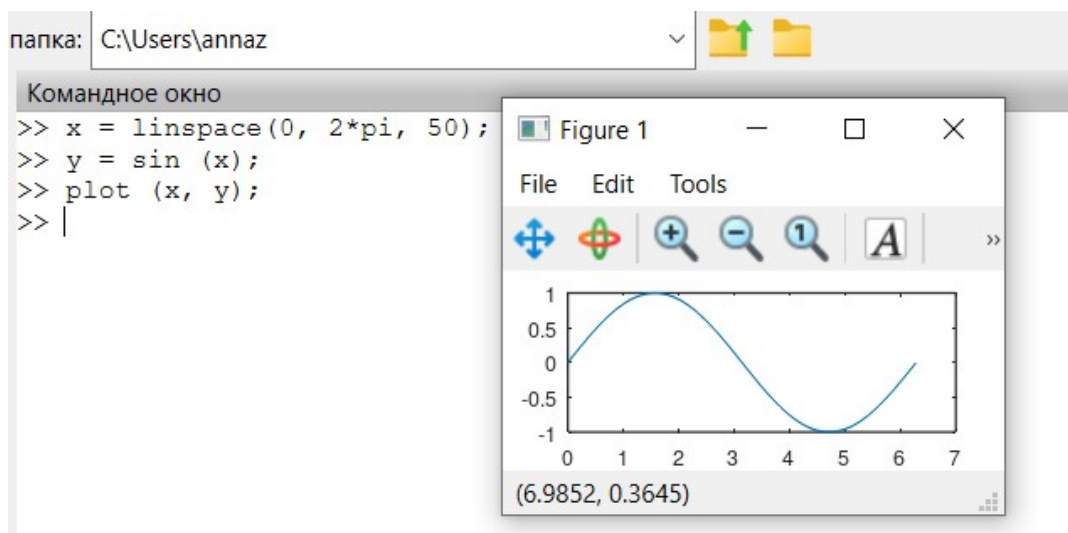 папка: C:\Users\annaz
Командное окно
>> x = linspace(0, 2*pi, 50);
>> y = sin (x);
>> plot (x, y);
>>
Figure 1
File Edit Tools
1 A »
1
0.5
0
-0.5
-1
0 1 2 3 4 5 6 7
(6.9852, 0.3645)